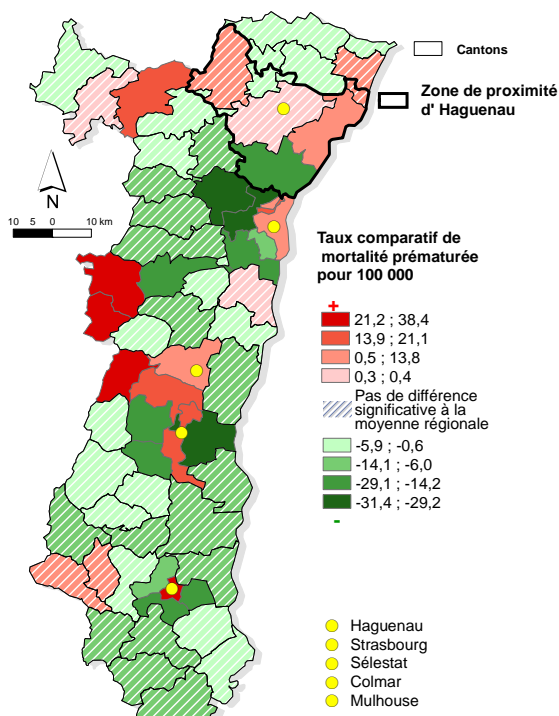 Cantons
Zone de proximité
d' Haguenau
N
10 5 0 10 km
Taux comparatif de
mortalité prématurée
pour 100 000
+
21,2 ; 38,4
13,9 ; 21,1
0,5 ; 13,8
0,3 ; 0,4
Pas de différence
significative à la
moyenne régionale
-5,9 ; -0,6
-14,1 ; -6,0
-29,1 ; -14,2
-31,4 ; -29,2
-
Haguenau
Strasbourg
Sélestat
Colmar
Mulhouse